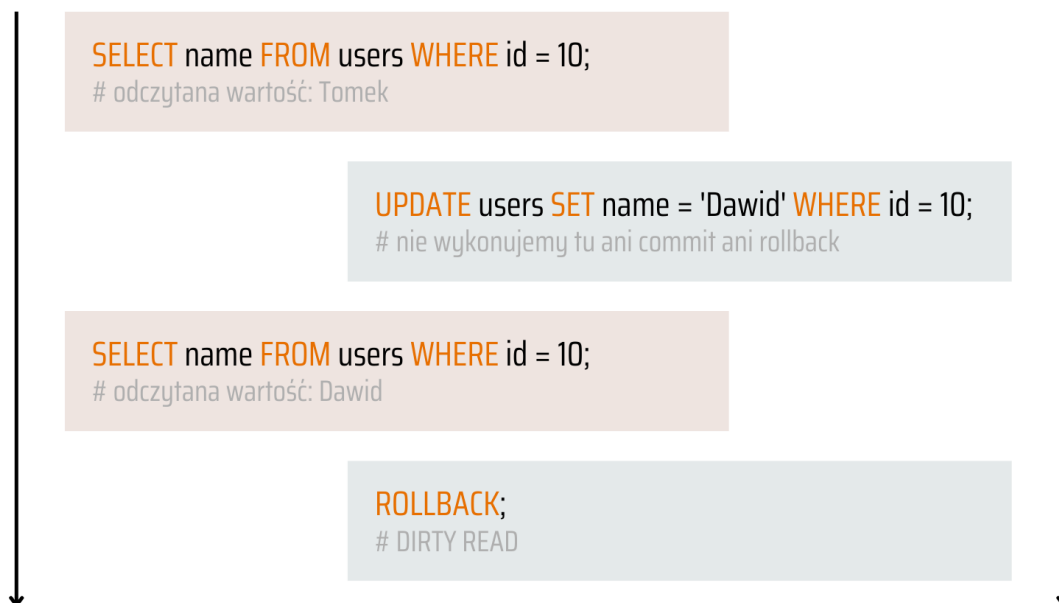 SELECT name FROM users WHERE id = 10;
# odczytana wartość: Tomek
UPDATE users SET name = 'Dawid' WHERE id = 10;
# nie wykonujemy tu ani commit ani rollback
SELECT name FROM users WHERE id = 10;
# odczytana wartość: Dawid
ROLLBACK;
# DIRTY READ